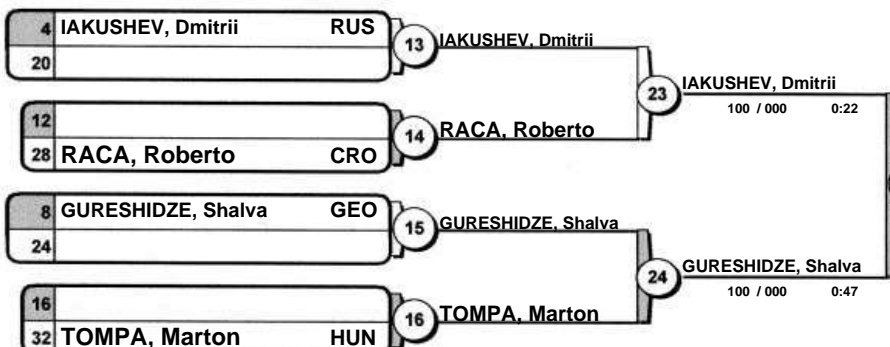 4 IAKUSHEV, Dmitrii RUS
20
13 IAKUSHEV, Dmitrii
23 IAKUSHEV, Dmitrii
100 / 000 0:22
12
28 RACA, Roberto CRO
14 RACA, Roberto
8 GURESHIDZE, Shalva GEO
24
15 GURESHIDZE, Shalva
24 GURESHIDZE, Shalva
100 / 000 0:47
16
32 TOMPA, Marton HUN
16 TOMPA, Marton